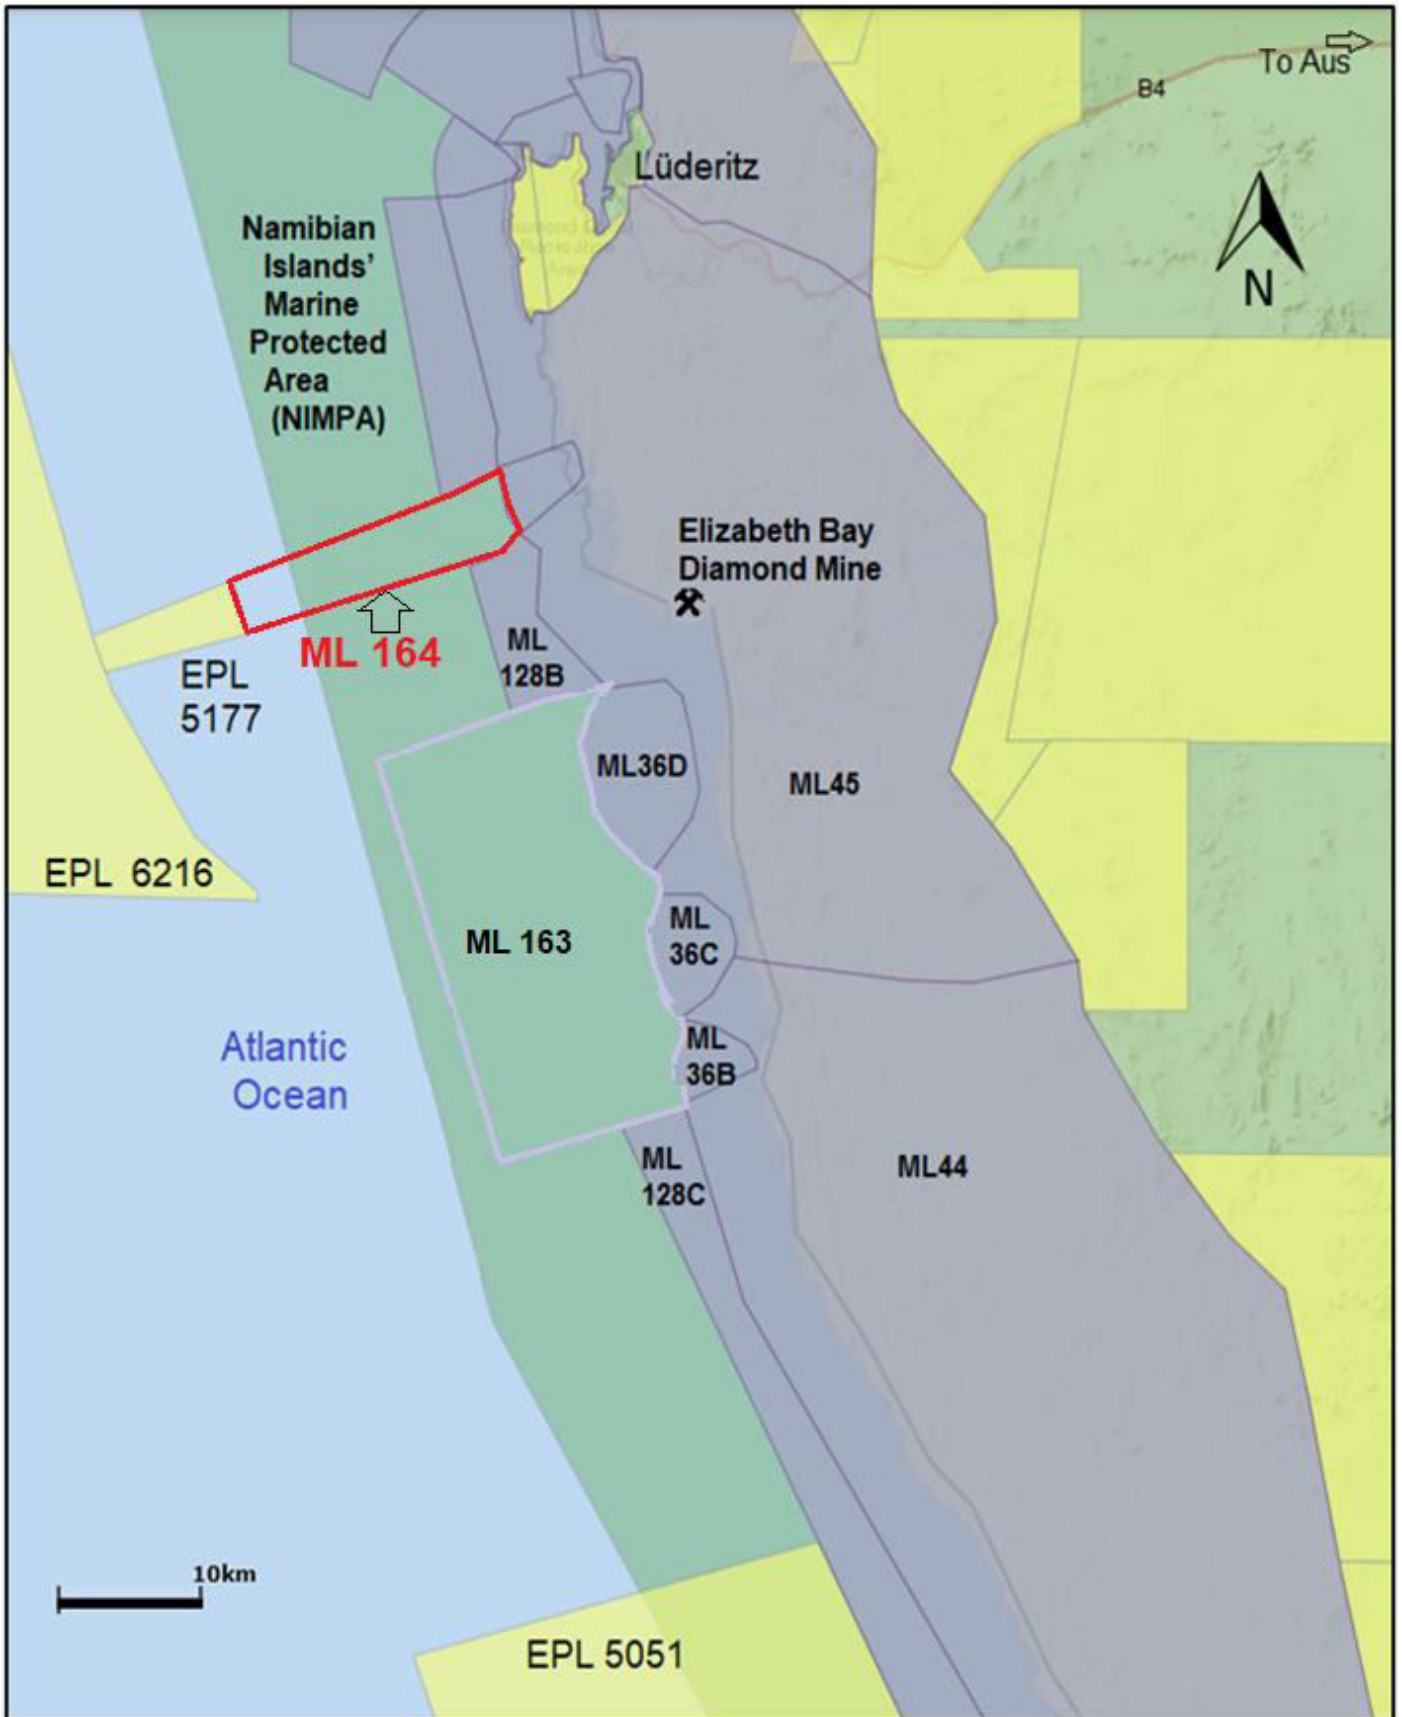 To Aus
B4
Lüderitz
N
Namibian
Islands’
Marine
Protected
Area
(NIMPA)
Elizabeth Bay
Diamond Mine
ML 164
ML
128B
EPL
5177
ML36D
ML45
EPL 6216
ML
36C
ML 163
ML
36B
Atlantic
Ocean
ML
128C
ML44
10km
EPL 5051